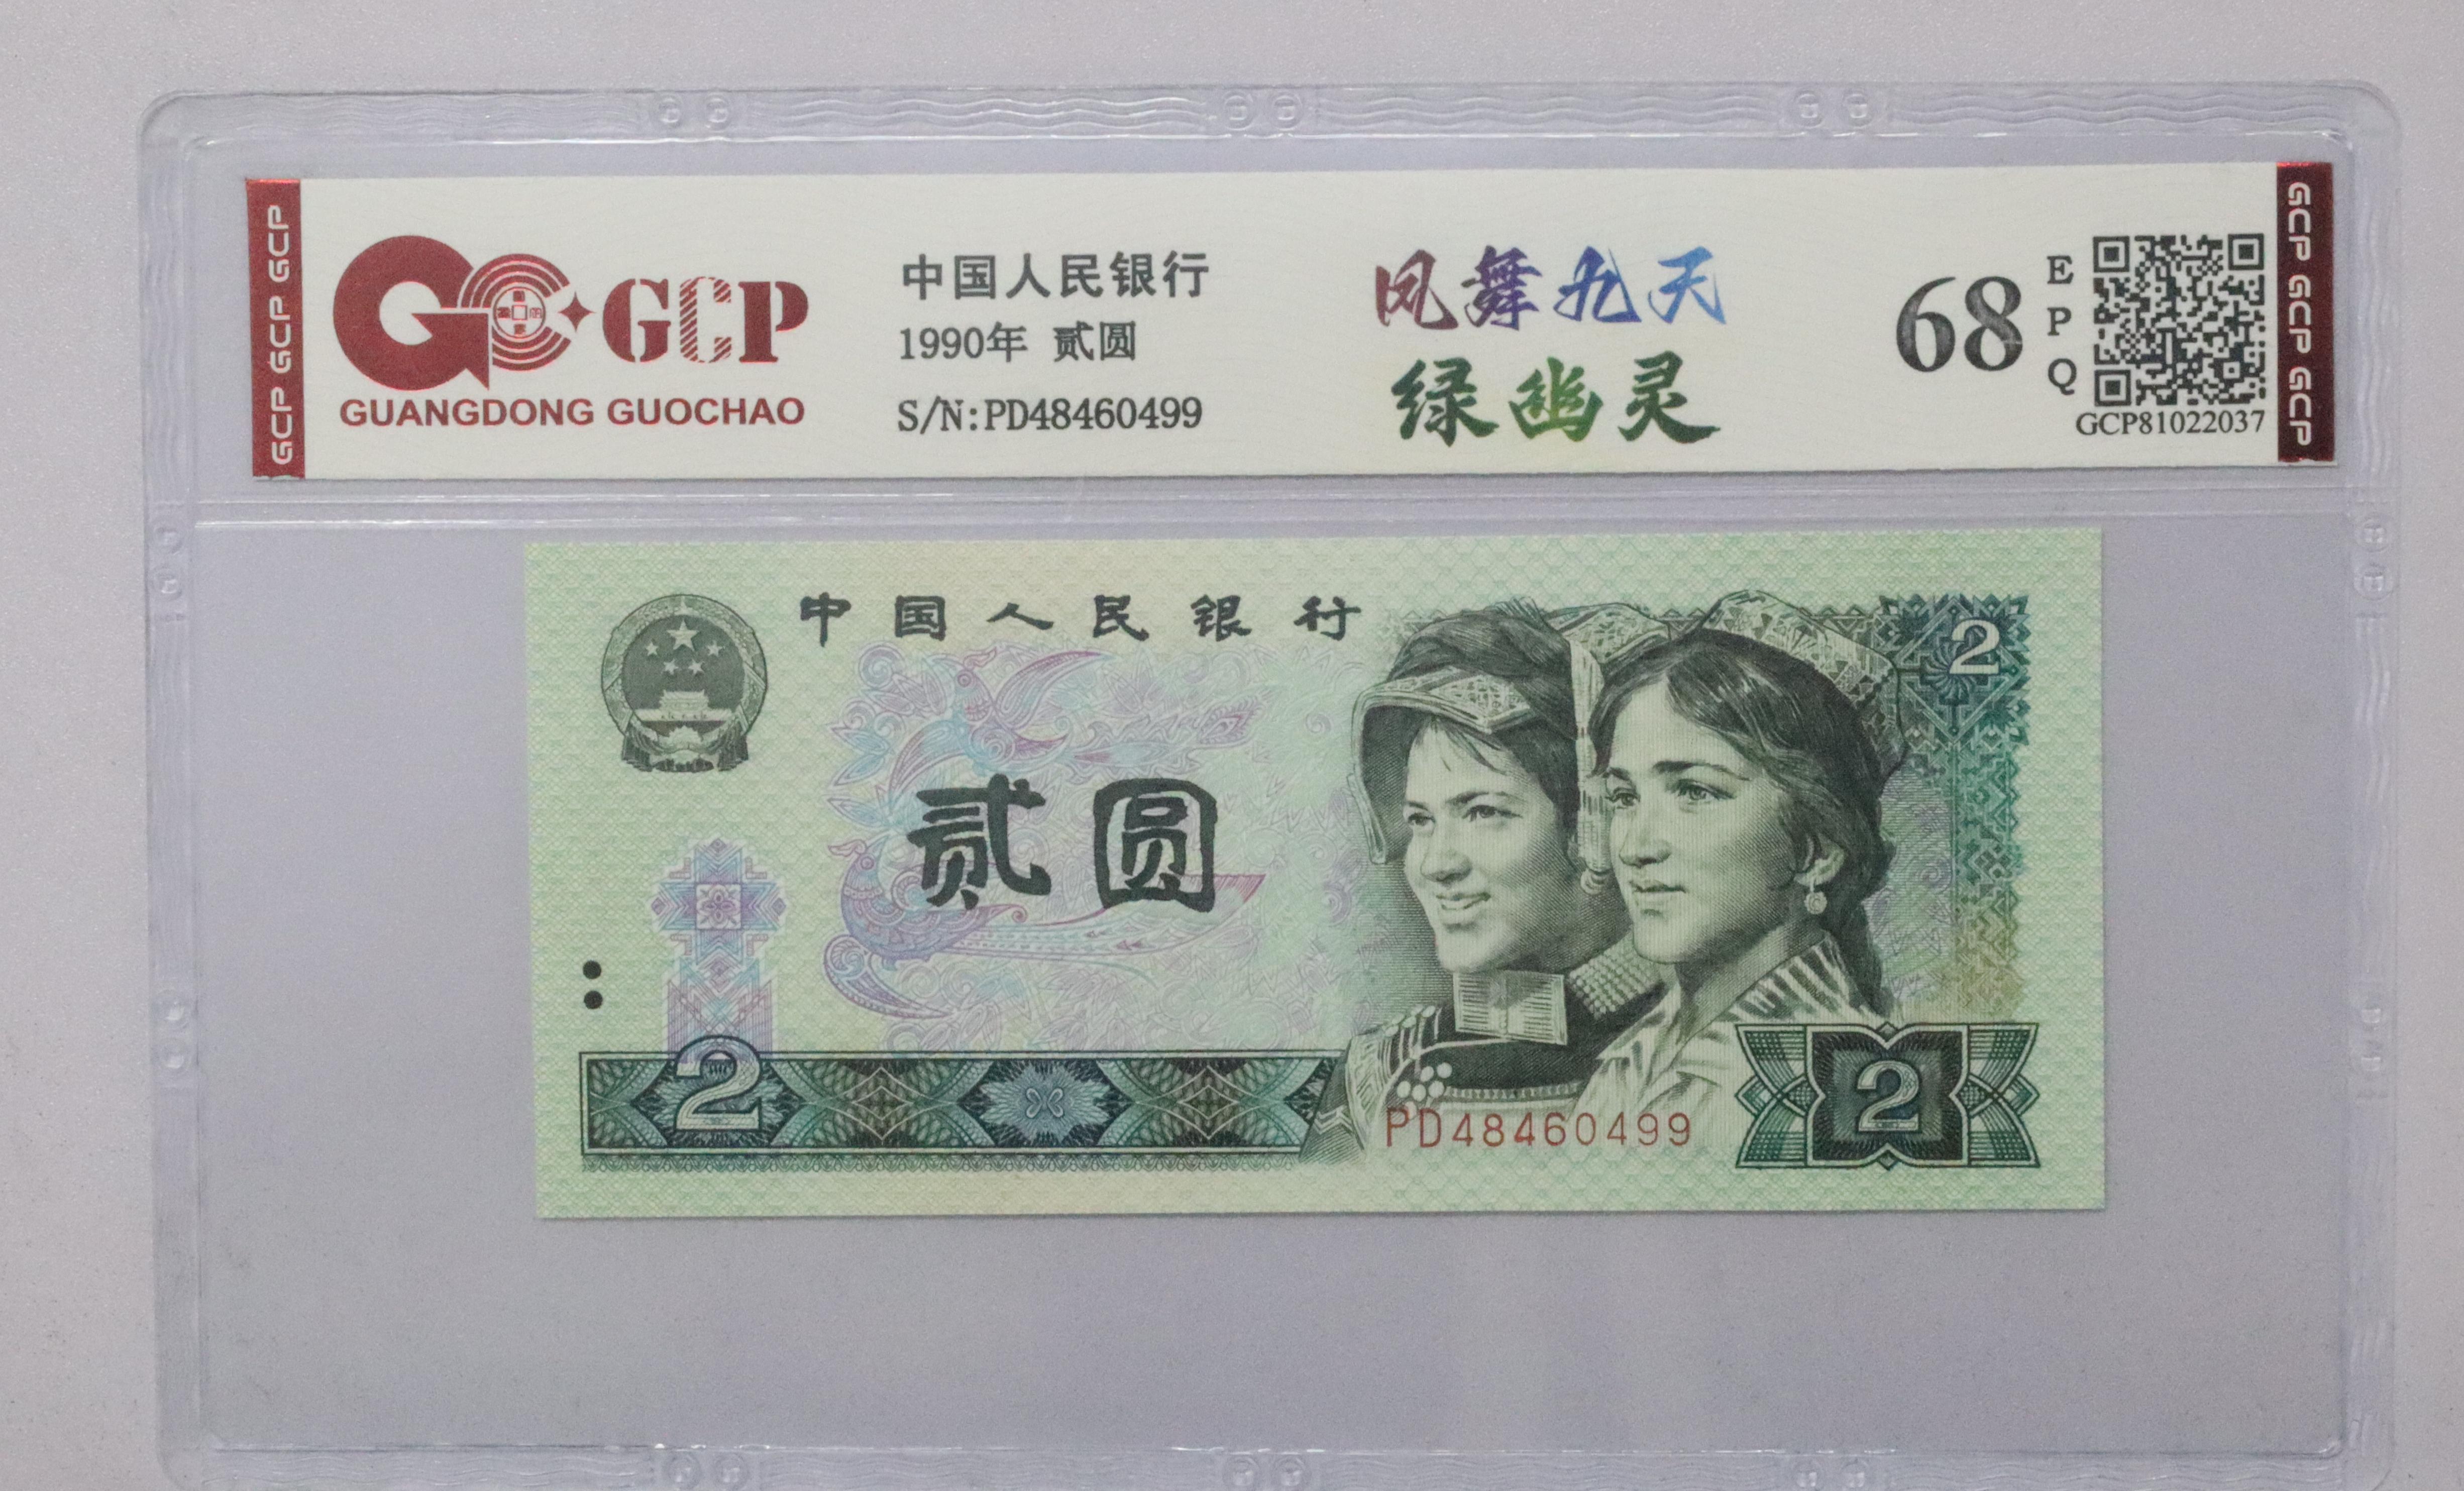 GCP GCP GCP
GCP
GUANGDONG GUOCHAO
中国人民银行
1990年 贰圆
S/N:PD48460499
凤舞九天
绿幽灵
68
EPQ
GCP81022037
GCP GCP GCP
中国人民银行
2
贰圆
2
PD48460499
2